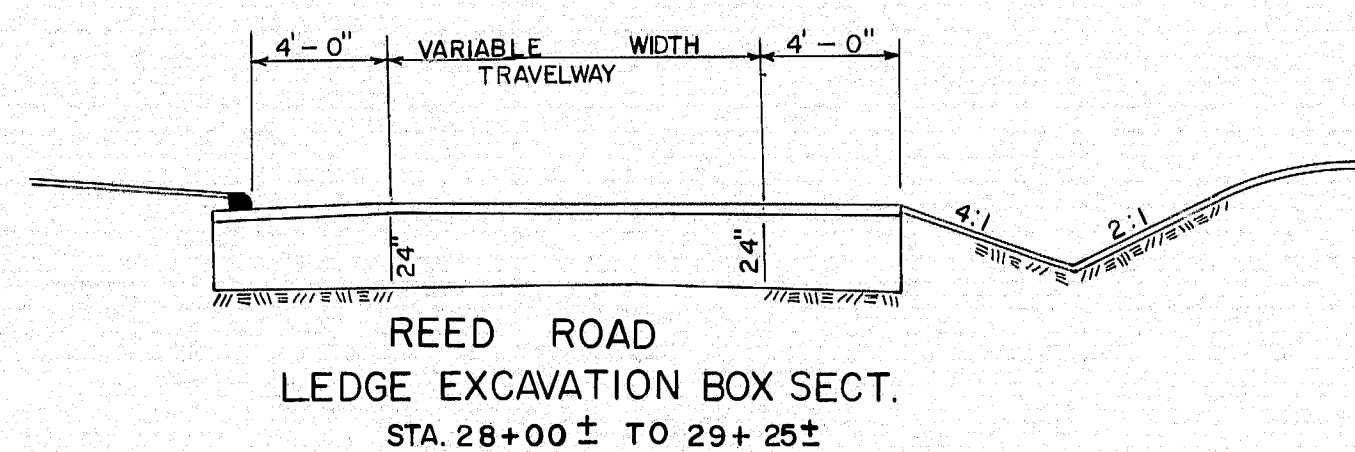 4'-0" VARIABLE WIDTH 4'-0"
TRAVELWAY
4:1 2:1
24" 24"
REED ROAD
LEDGE EXCAVATION BOX SECT.
STA. 28+00± TO 29+25±